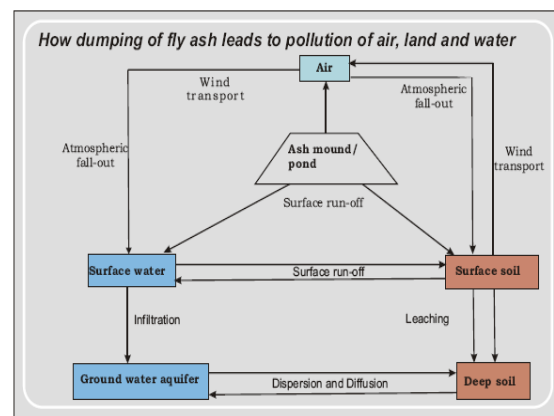 How dumping of fly ash leads to pollution of air, land and water
Air
Wind
transport
Atmospheric
fall-out
Atmospheric
fall-out
Ash mound/
pond
Wind
transport
Surface run-off
Surface water
Surface run-off
Surface soil
Infiltration
Leaching
Ground water aquifer
Dispersion and Diffusion
Deep soil